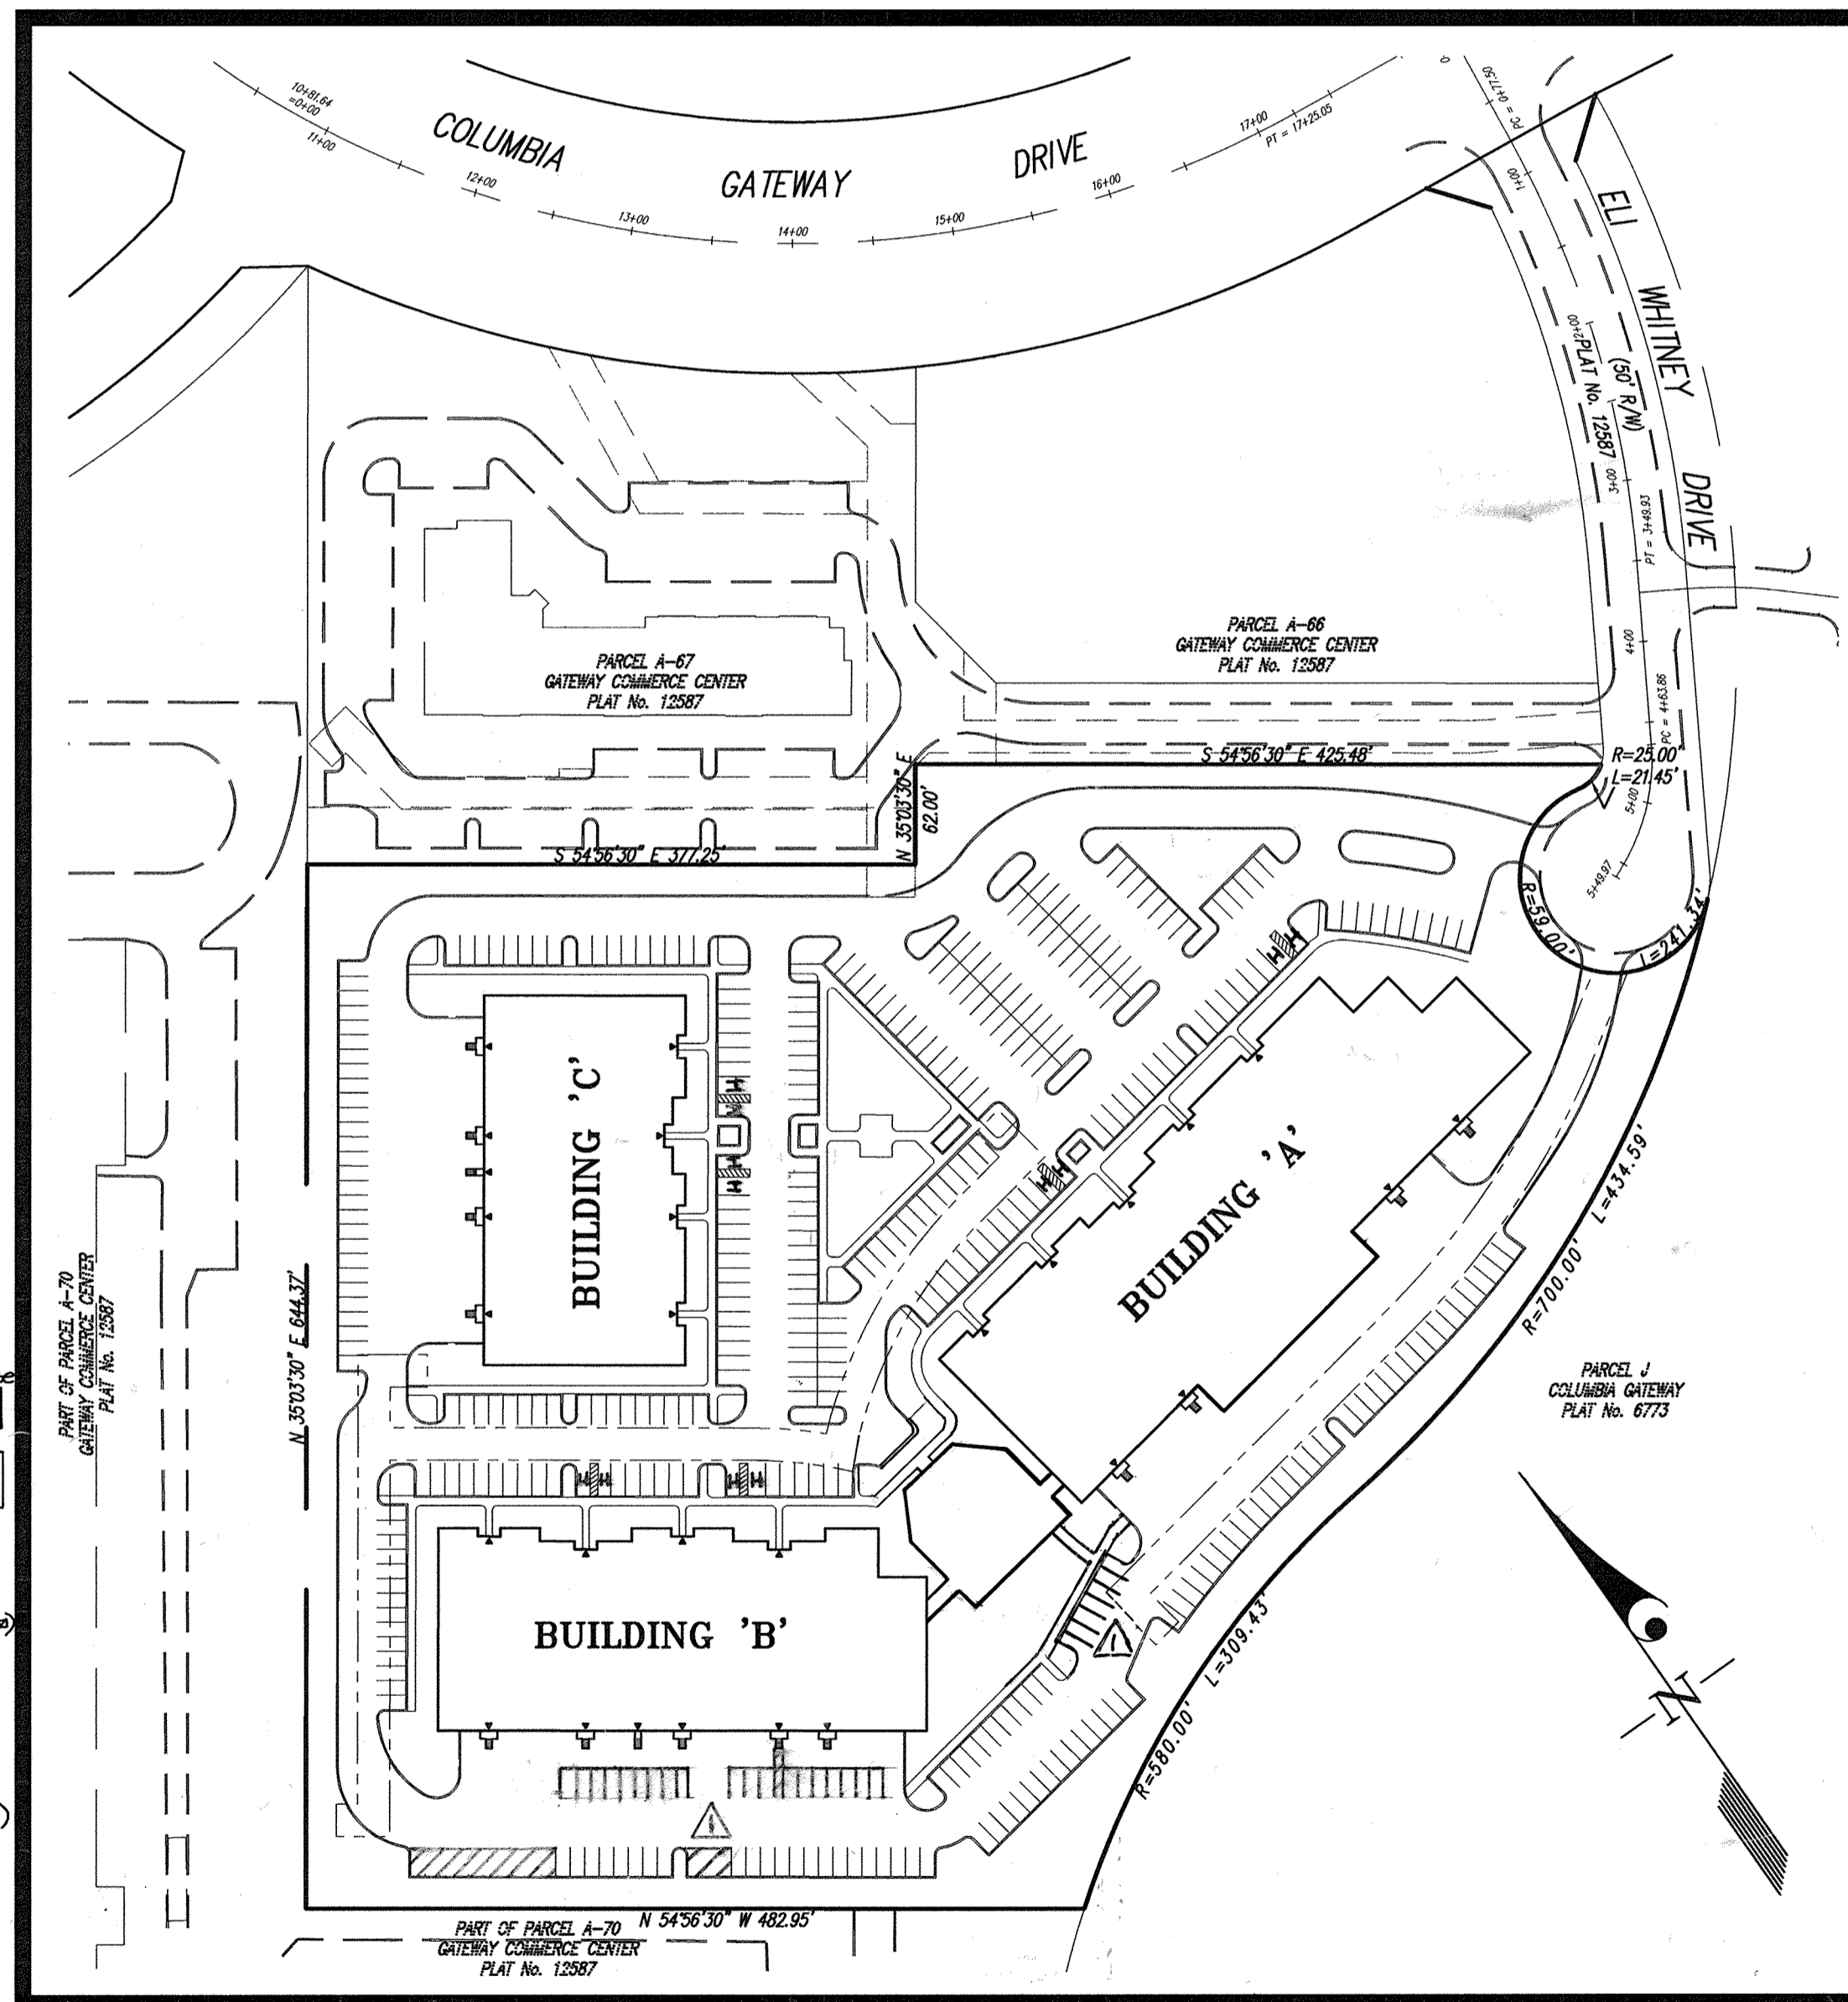 10+81.64
=0+00
11+00
12+00
13+00
14+00
15+00
16+00
17+00
PT = 17+25.05
COLUMBIA
GATEWAY
DRIVE
PC = 0+77.50
1+00
2+00
3+00
PT = 3+49.93
4+00
PC = 4+63.86
5+00
5+49.97
ELI
WHITNEY
DRIVE
(50' R/W)
PLAT No. 12587
PARCEL A-66
GATEWAY COMMERCE CENTER
PLAT No. 12587
PARCEL A-67
GATEWAY COMMERCE CENTER
PLAT No. 12587
S 54°56'30" E 425.48'
R=25.00'
L=21.45'
N 35°03'30" E
62.00'
S 54°56'30" E 377.25'
R=59.00'
L=241.34'
BUILDING 'C'
H
H
H
H
H
H
H
H
BUILDING 'A'
L=434.59'
R=700.00'
N 35°03'30" E 644.37'
PART OF PARCEL A-70
GATEWAY COMMERCE CENTER
PLAT No. 12587
PARCEL J
COLUMBIA GATEWAY
PLAT No. 6773
H
H
H
H
BUILDING 'B'
1
1
L=309.43'
R=580.00'
N
N 54°56'30" W 482.95'
PART OF PARCEL A-70
GATEWAY COMMERCE CENTER
PLAT No. 12587